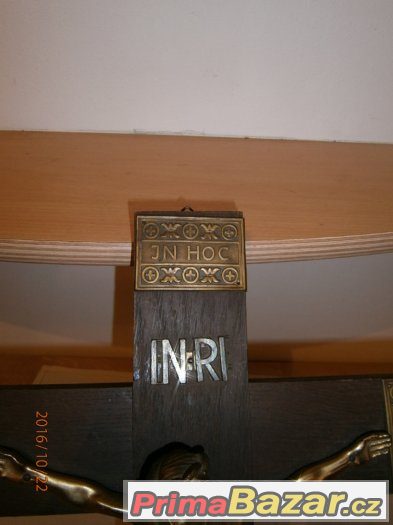 JN HOC
INRI
2016/10/22
PrimaBazar.cz